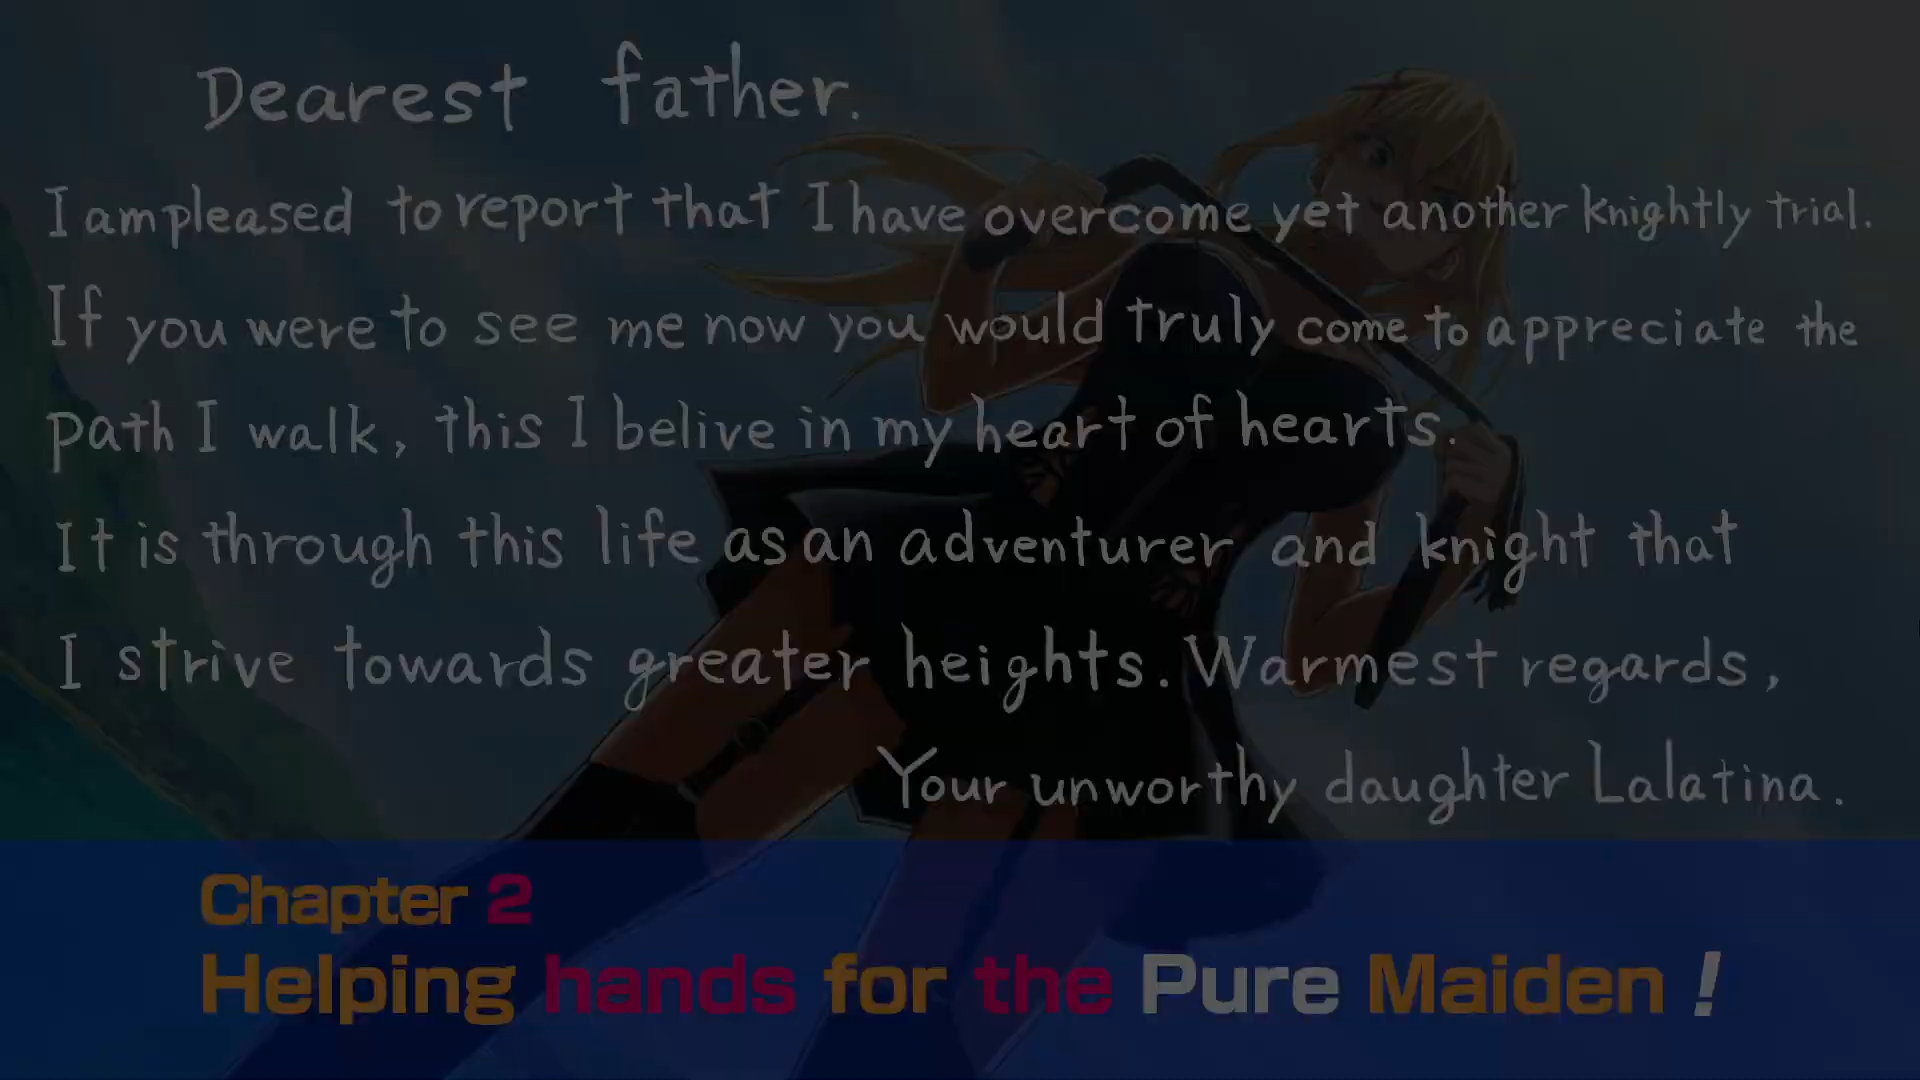 Dearest father.
I am pleased to report that I have overcome yet another knightly trial.
If you were to see me now you would truly come to appreciate the
path I walk, this I belive in my heart of hearts.
It is through this life as an adventurer and knight that
I strive towards greater heights. Warmest regards,
Your unworthy daughter Lalatina.
Chapter 2
Helping hands for the Pure Maiden!